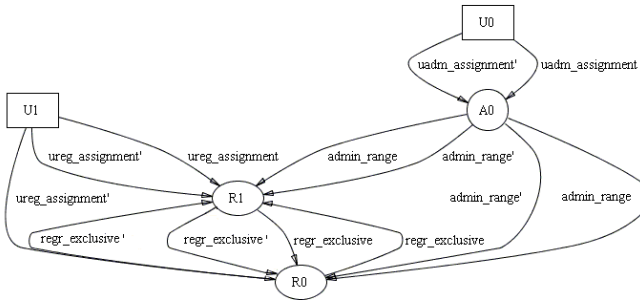 U0
uadm_assignment'
uadm_assignment
U1
A0
ureg_assignment'
ureg_assignment
admin_range
admin_range'
ureg_assignment'
R1
admin_range'
admin_range
regr_exclusive '
regr_exclusive '
regr_exclusive
regr_exclusive
R0